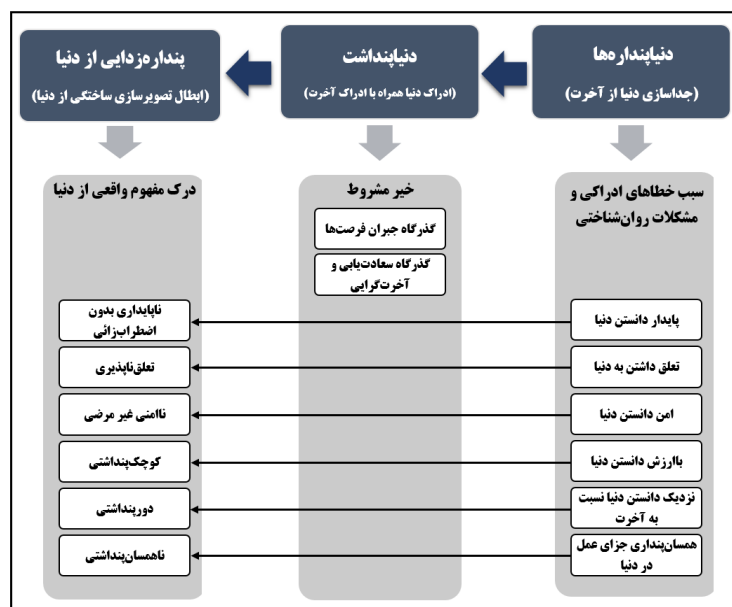 دنیاپنداره‌ها
(جداسازی دنیا از آخرت)
دنیاپنداشت
(ادراک دنیا همراه با ادراک آخرت)
پنداره‌زدایی از دنیا
(ابطال تصویرسازی ساختگی از دنیا)
سبب خطاهای ادراکی و
مشکلات روان‌شناختی
پایدار دانستن دنیا
تعلق داشتن به دنیا
امن دانستن دنیا
باارزش دانستن دنیا
نزدیک دانستن دنیا نسبت
به آخرت
همسان‌پنداری جزای عمل
در دنیا
خیر مشروط
گذرگاه جبران فرصت‌ها
گذرگاه سعادت‌یابی و
آخرت‌گرایی
درک مفهوم واقعی از دنیا
ناپایداری بدون
اضطراب‌زائی
تعلق‌ناپذیری
ناامنی غیر مرضی
کوچک‌پنداشتی
دورپنداشتی
ناهمسان‌پنداشتی